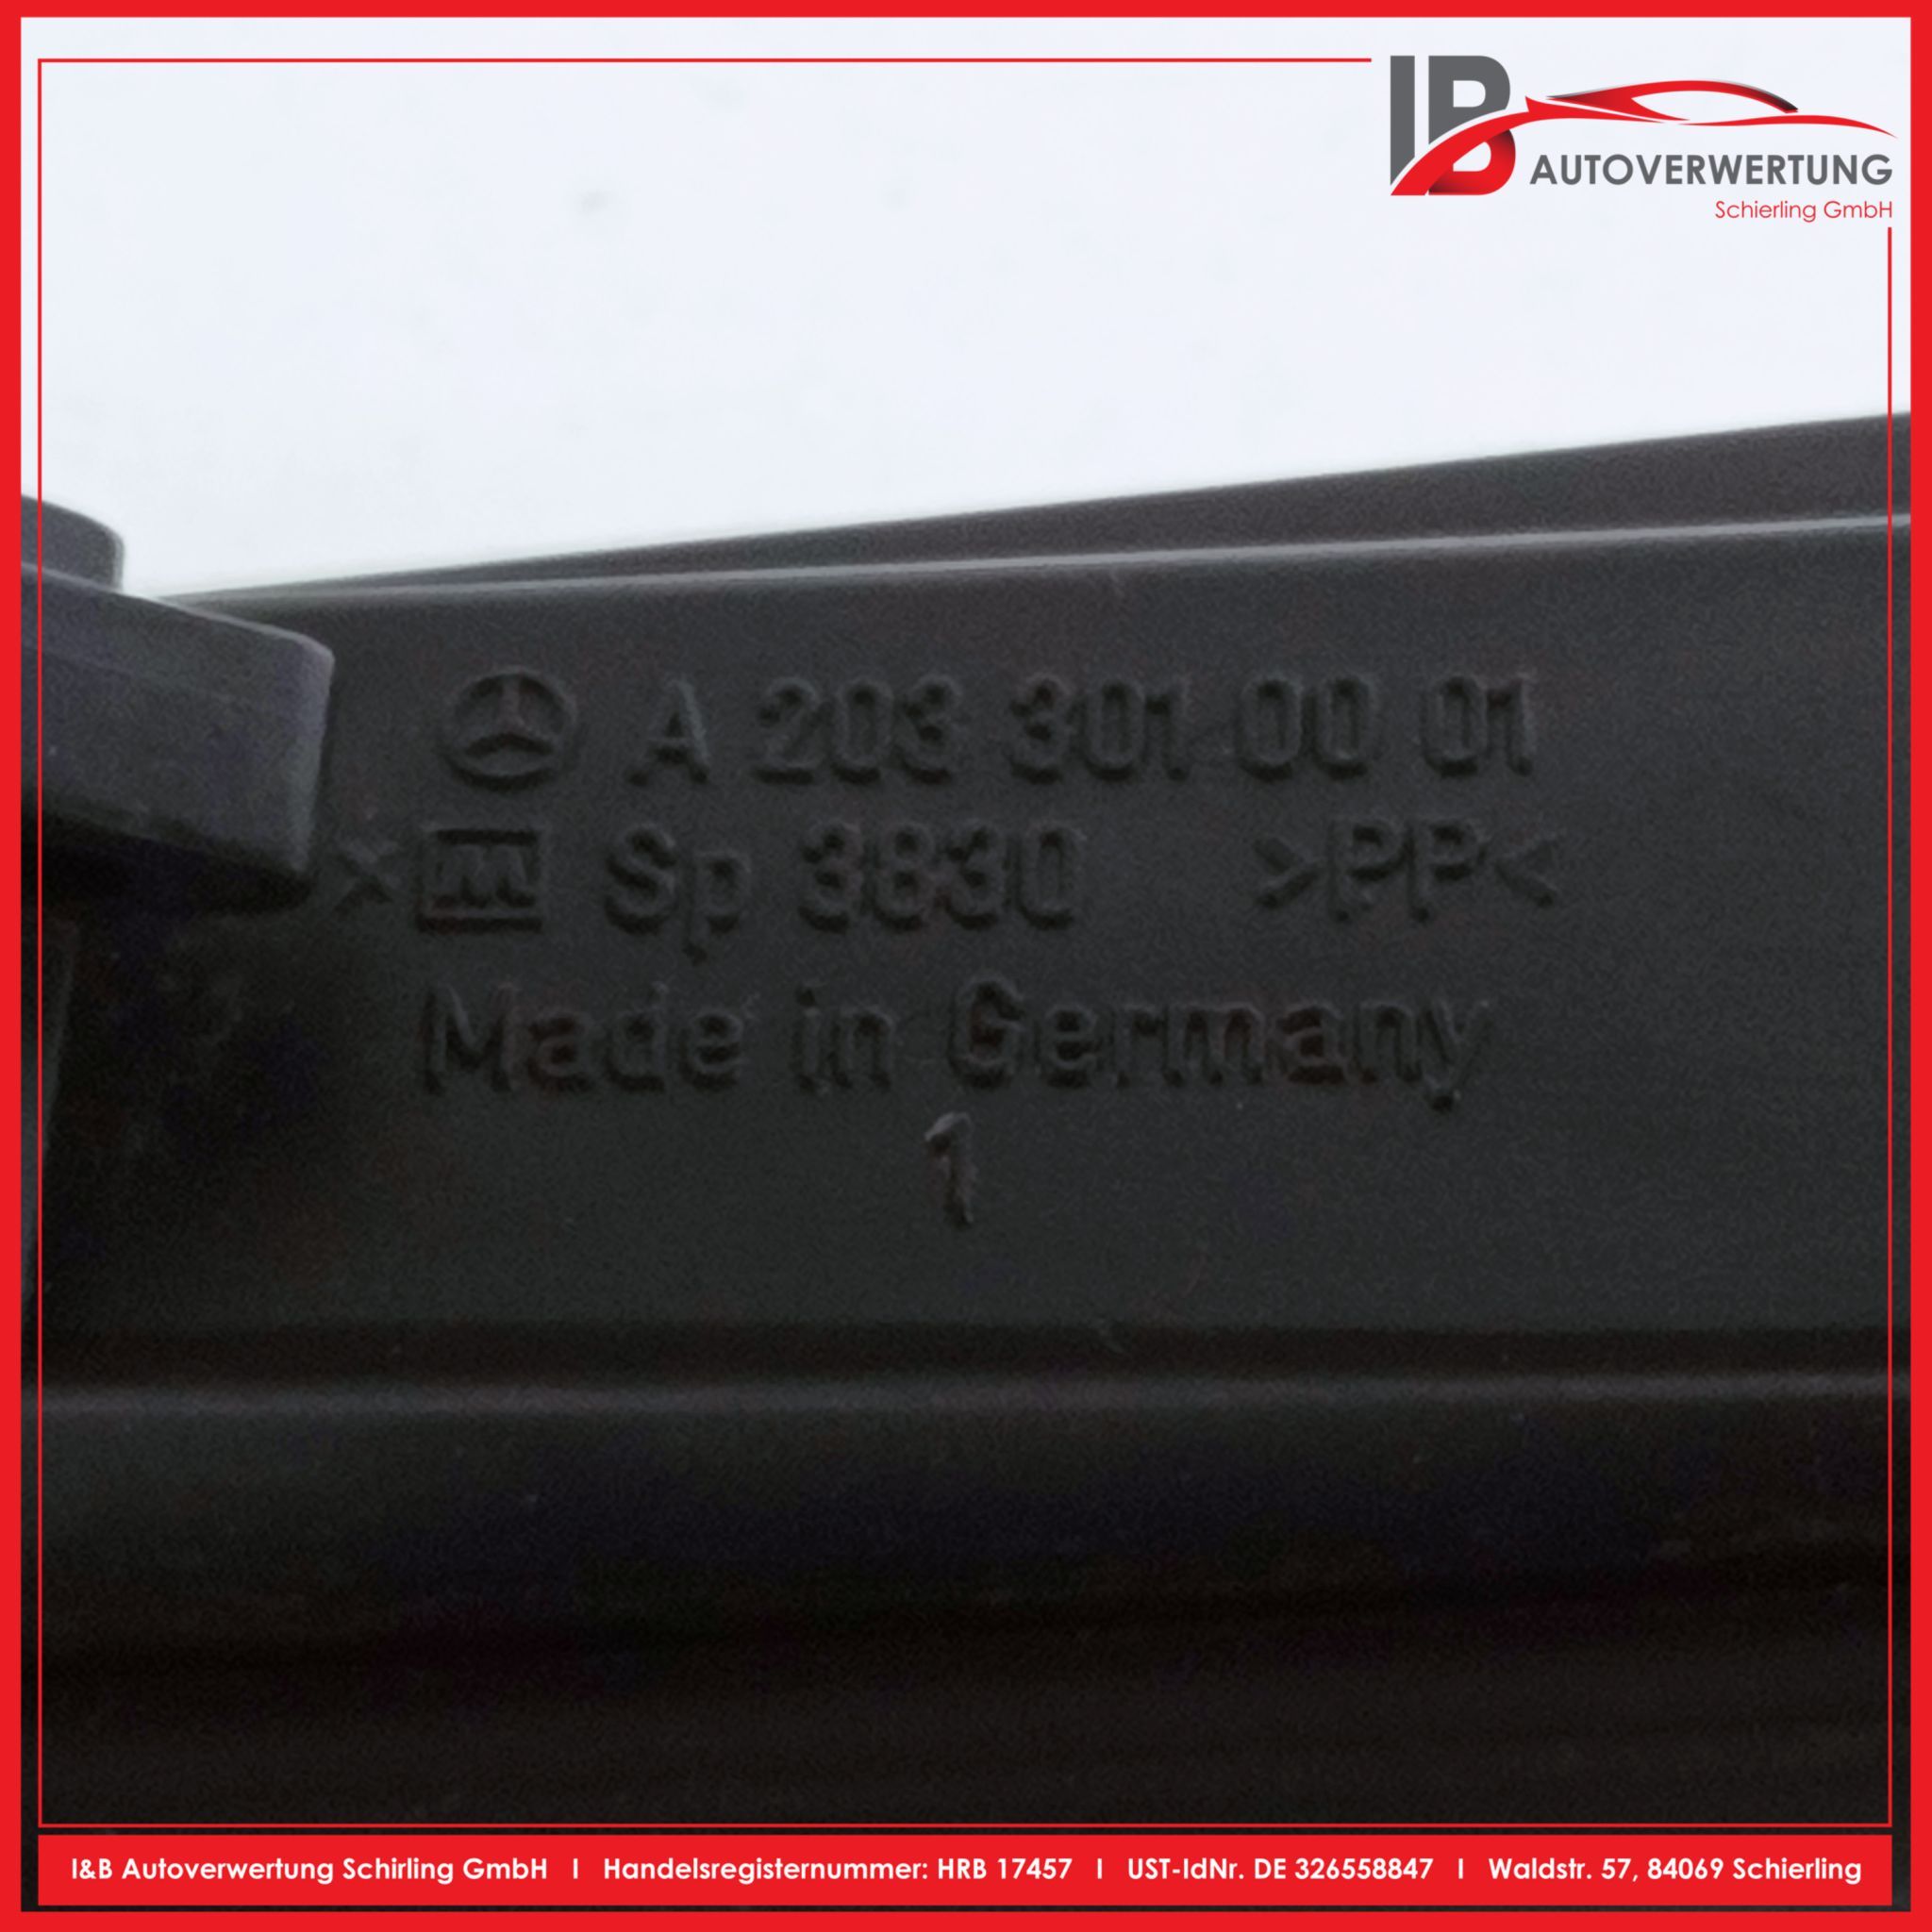 IB
AUTOVERWERTUNG
Schierling GmbH
A 203 301 00 01
Sp 3830 >PP<
Made in Germany
1
I&B Autoverwertung Schirling GmbH I Handelsregisternummer: HRB 17457 I UST-IdNr. DE 326558847 I Waldstr. 57, 84069 Schierling